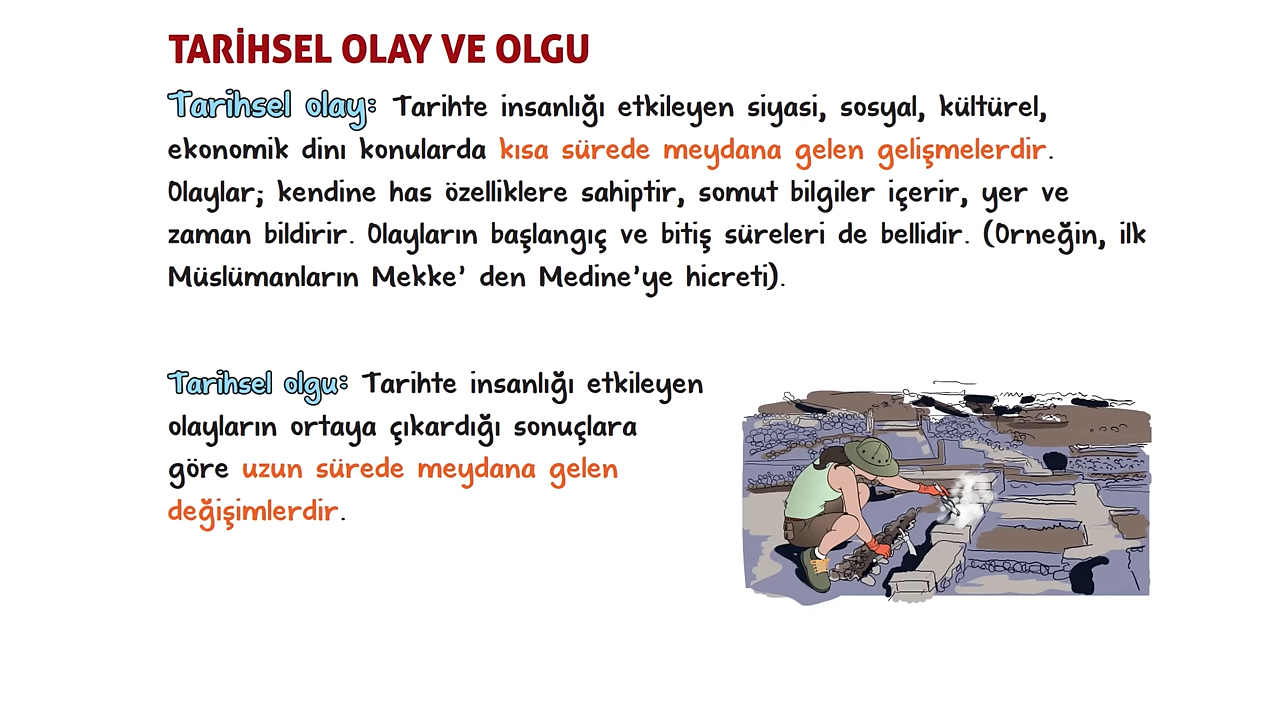 TARİHSEL OLAY VE OLGU
Tarihsel olay: Tarihte insanlığı etkileyen siyasi, sosyal, kültürel,
ekonomik dinı konularda kısa sürede meydana gelen gelişmelerdir.
Olaylar; kendine has özelliklere sahiptir, somut bilgiler içerir, yer ve
zaman bildirir. Olayların başlangıç ve bitiş süreleri de bellidir. (Orneğin, ilk
Müslümanların Mekke’ den Medine’ye hicreti).
Tarihsel olgu: Tarihte insanlığı etkileyen
olayların ortaya çıkardığı sonuçlara
göre uzun sürede meydana gelen
değişimlerdir.